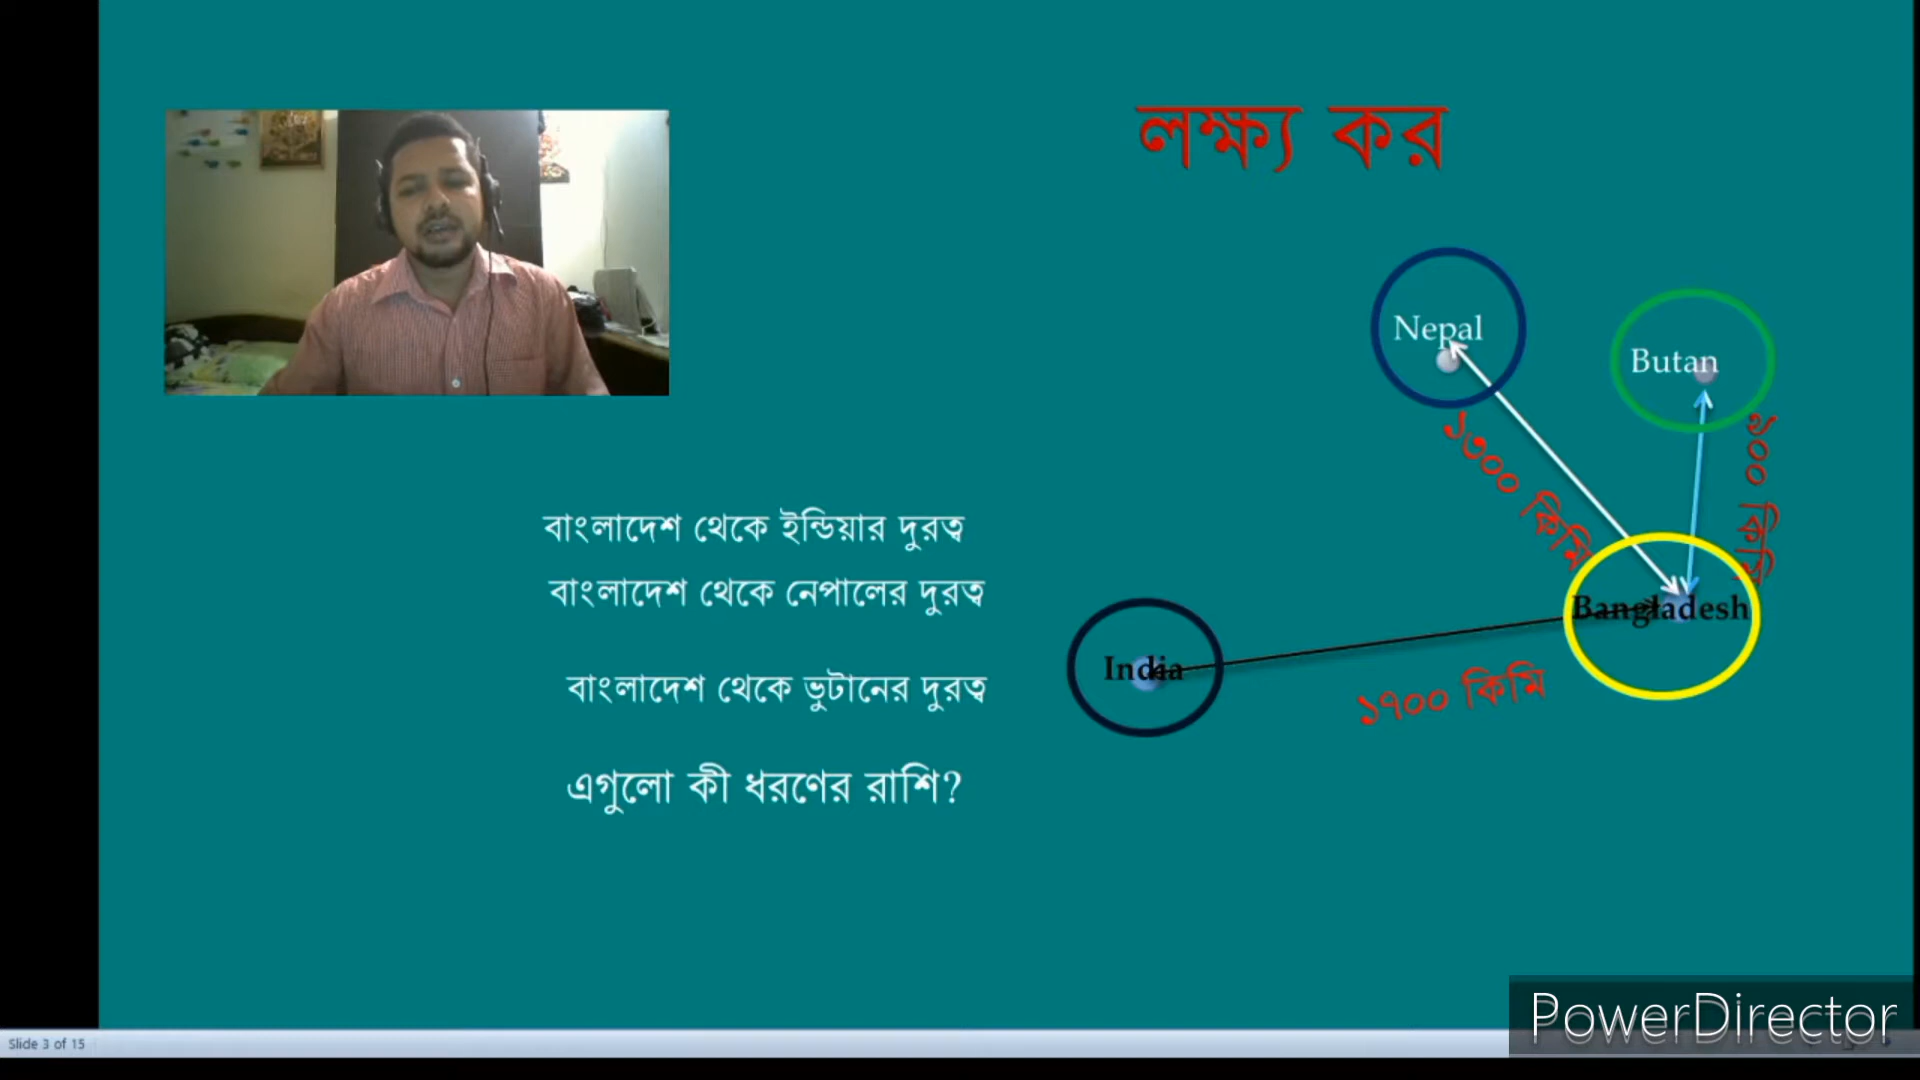 লক্ষ্য কর
Nepal
Butan
১৩০০ কিমি
৯০০ কিমি
বাংলাদেশ থেকে ইন্ডিয়ার দুরত্ব
বাংলাদেশ থেকে নেপালের দুরত্ব
Bangladesh
India
বাংলাদেশ থেকে ভুটানের দুরত্ব
১৭০০ কিমি
এগুলো কী ধরণের রাশি?
PowerDirector
Slide 3 of 15